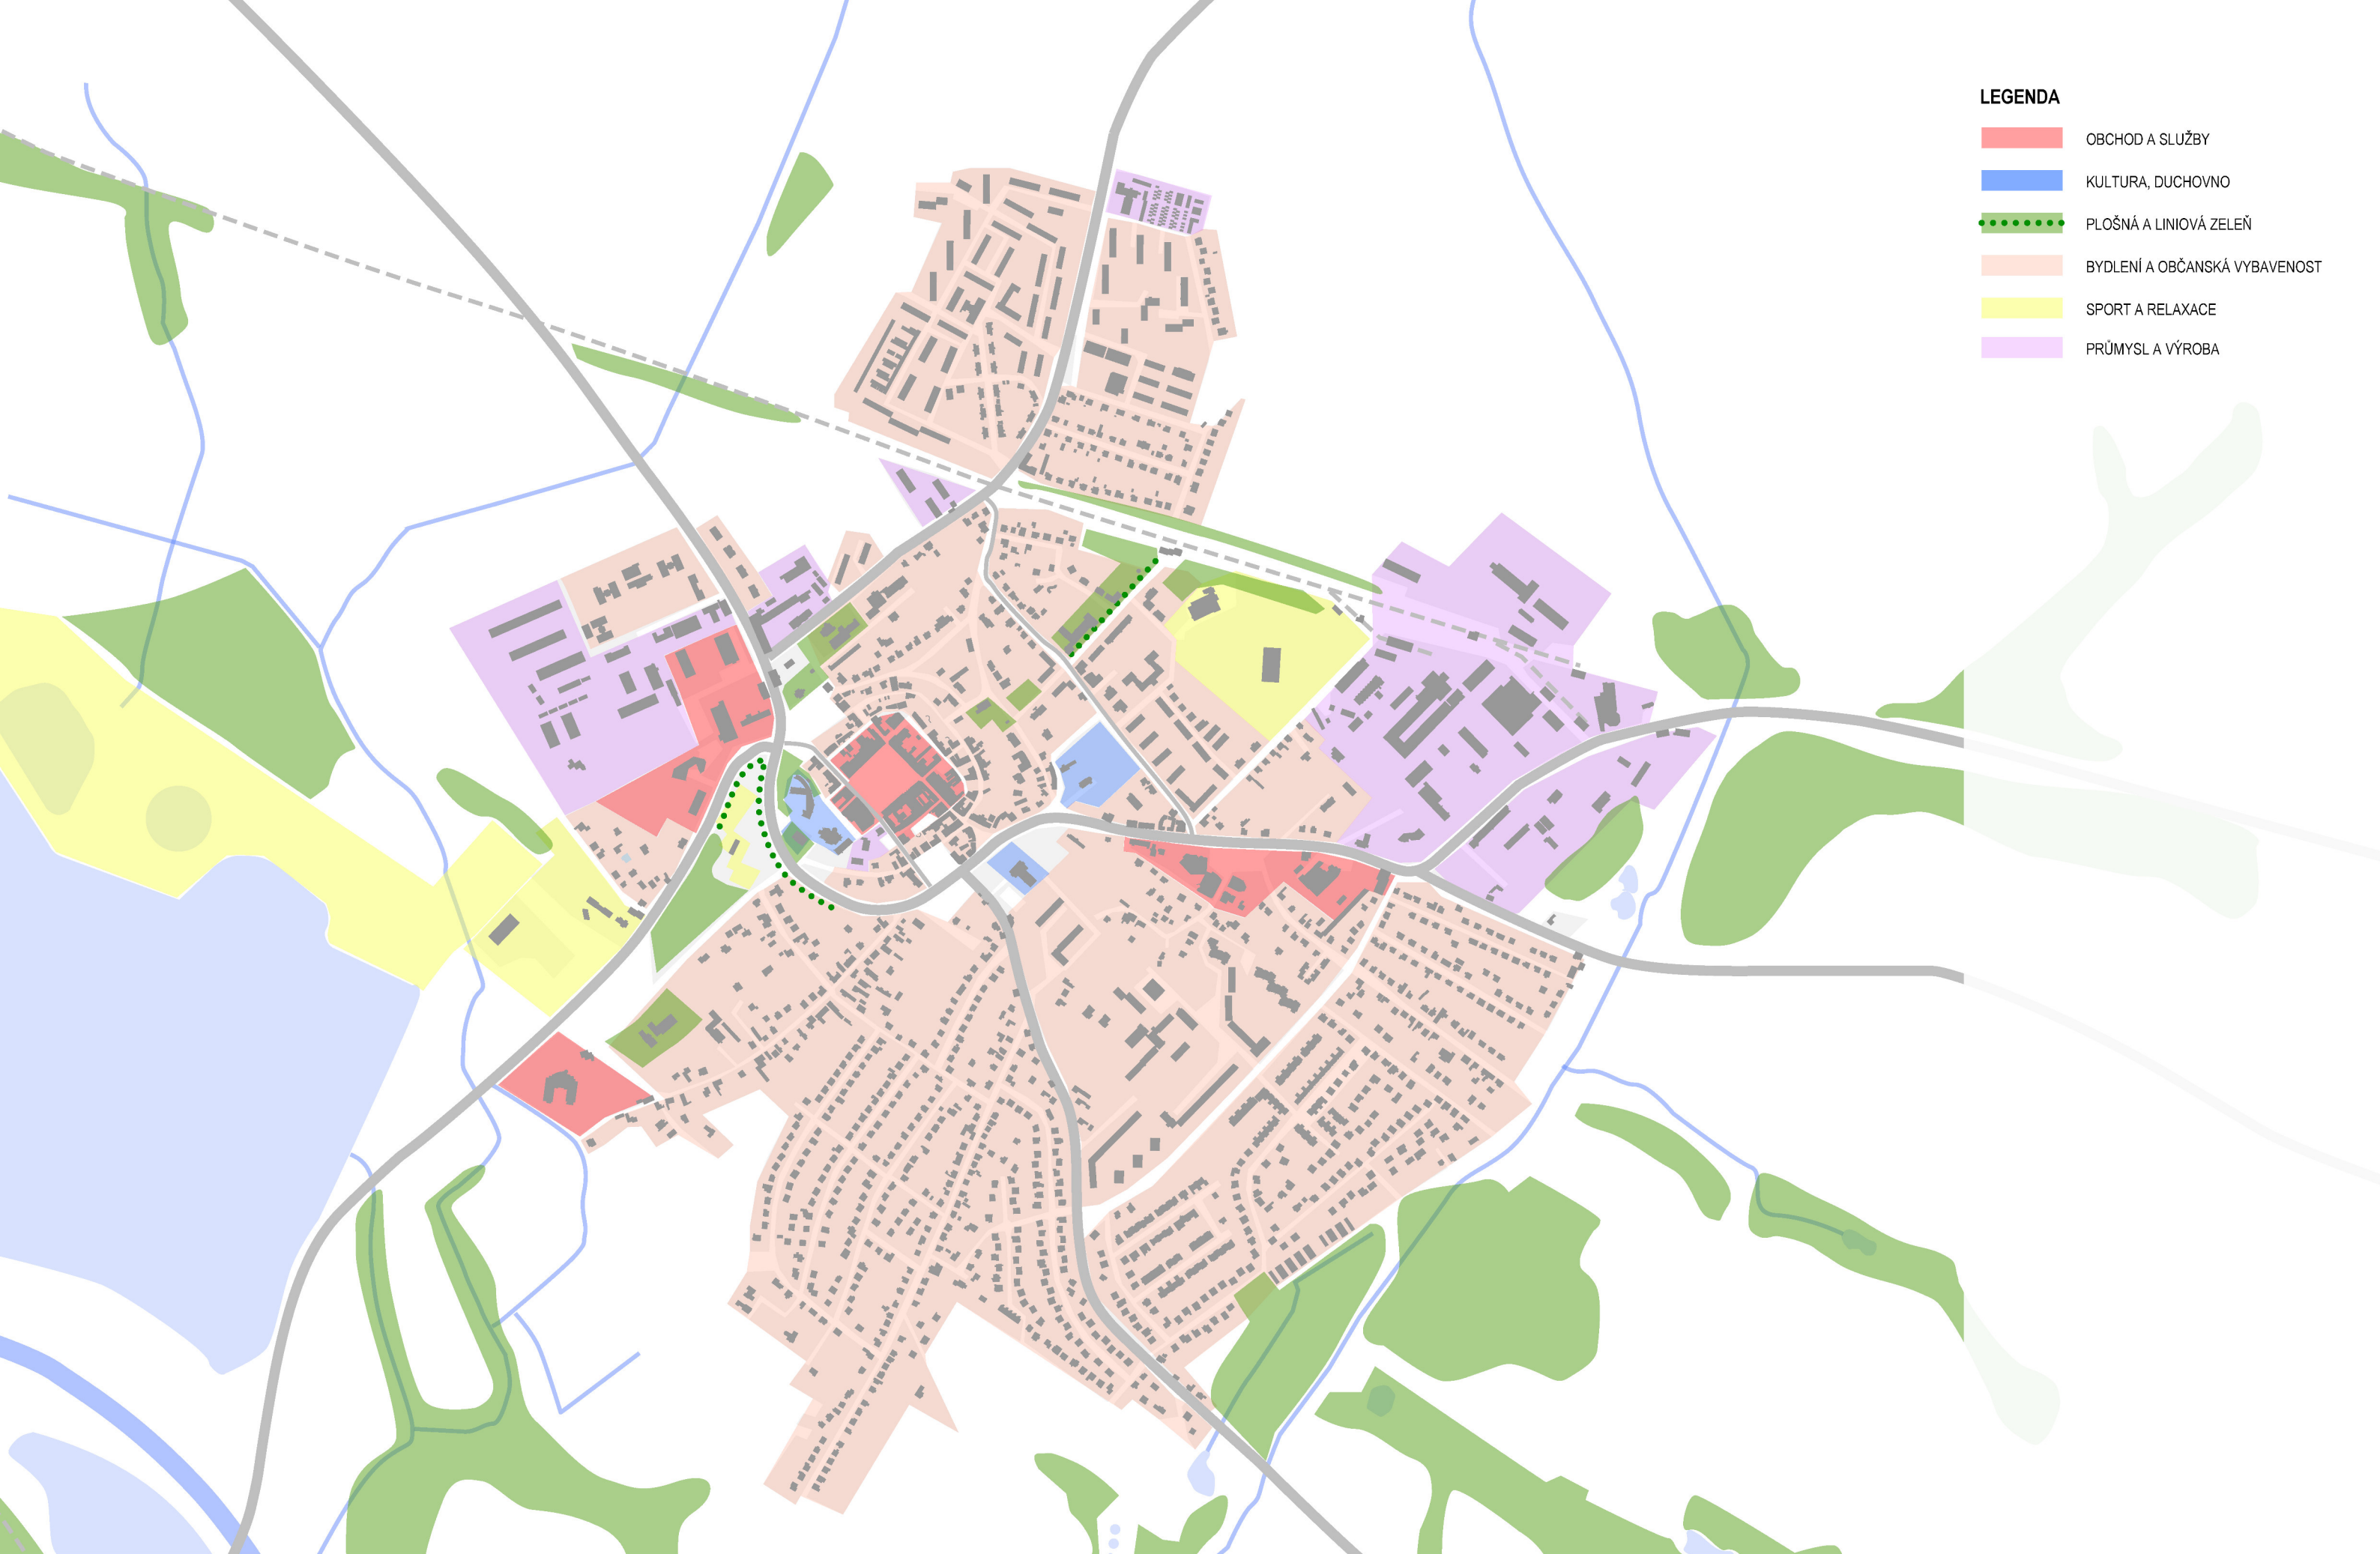 LEGENDA
OBCHOD A SLUŽBY
KULTURA, DUCHOVNO
PLOŠNÁ A LINIOVÁ ZELEŇ
BYDLENÍ A OBČANSKÁ VYBAVENOST
SPORT A RELAXACE
PRŮMYSL A VÝROBA